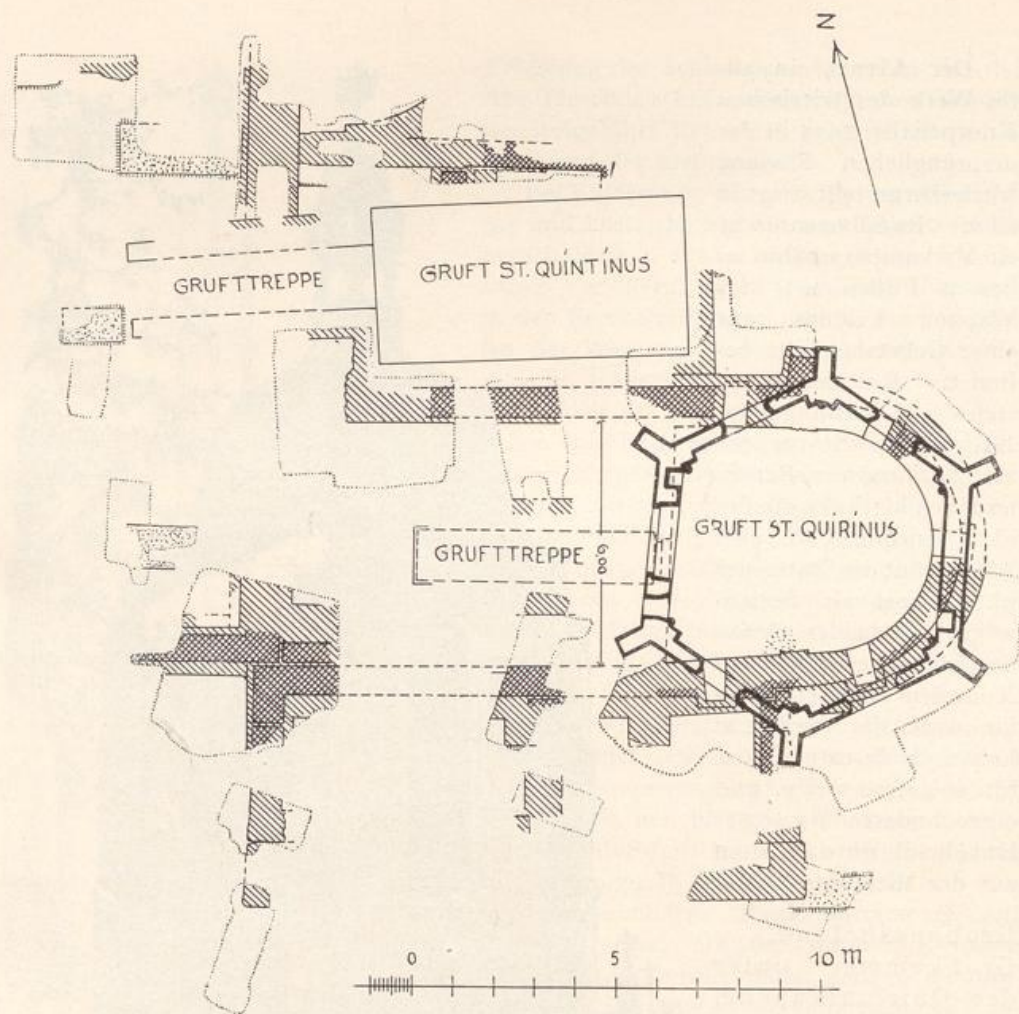 N
GRUFTTREPPE
GRUFT ST. QUINTINUS
GRUFTTREPPE
6,00
GRUFT ST. QUIRINUS
0 5 10 m